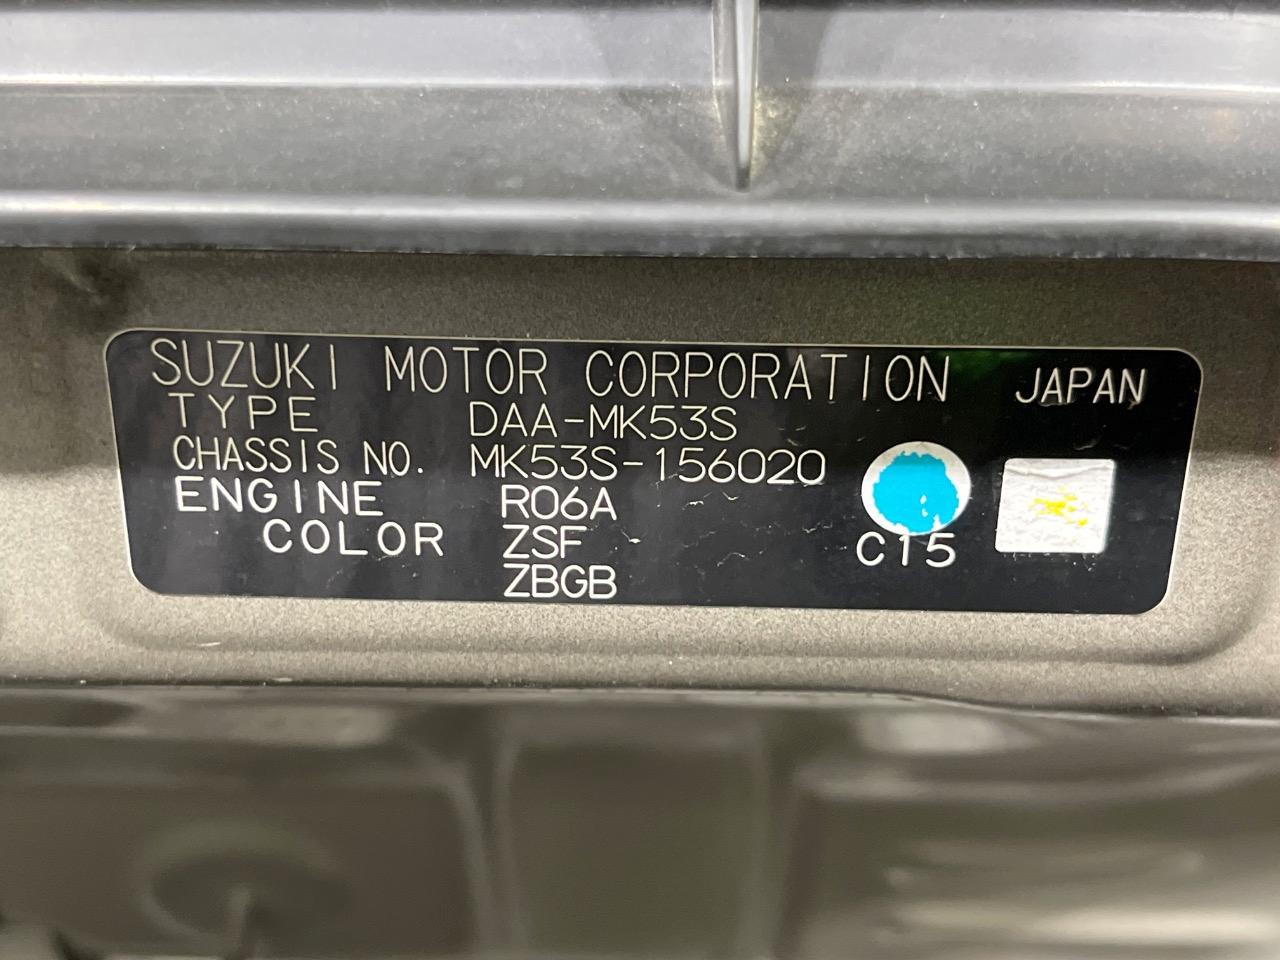 SUZUKI MOTOR CORPORATION JAPAN
TYPE DAA-MK53S
CHASSIS NO. MK53S-156020
ENGINE R06A
COLOR ZSF
C15
ZBGB